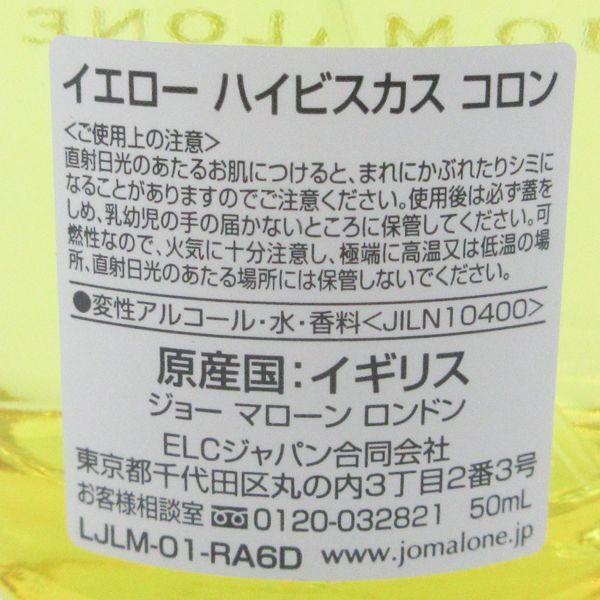 JO MALONE
イエロー ハイビスカス コロン
<ご使用上の注意>
直射日光のあたるお肌につけると、まれにかぶれたりシミに
なることがありますのでご注意ください。使用後は必ず蓋を
しめ、乳幼児の手の届かないところに保管してください。可
燃性なので、火気に十分注意し、極端に高温又は低温の場
所、直射日光のあたる場所には保管しないでください。
●変性アルコール・水・香料<JILN10400>
原産国:イギリス
ジョー マローン ロンドン
ELCジャパン合同会社
東京都千代田区丸の内3丁目2番3号
お客様相談室 0120-032821 50mL
LJLM-01-RA6D www.jomalone.jp